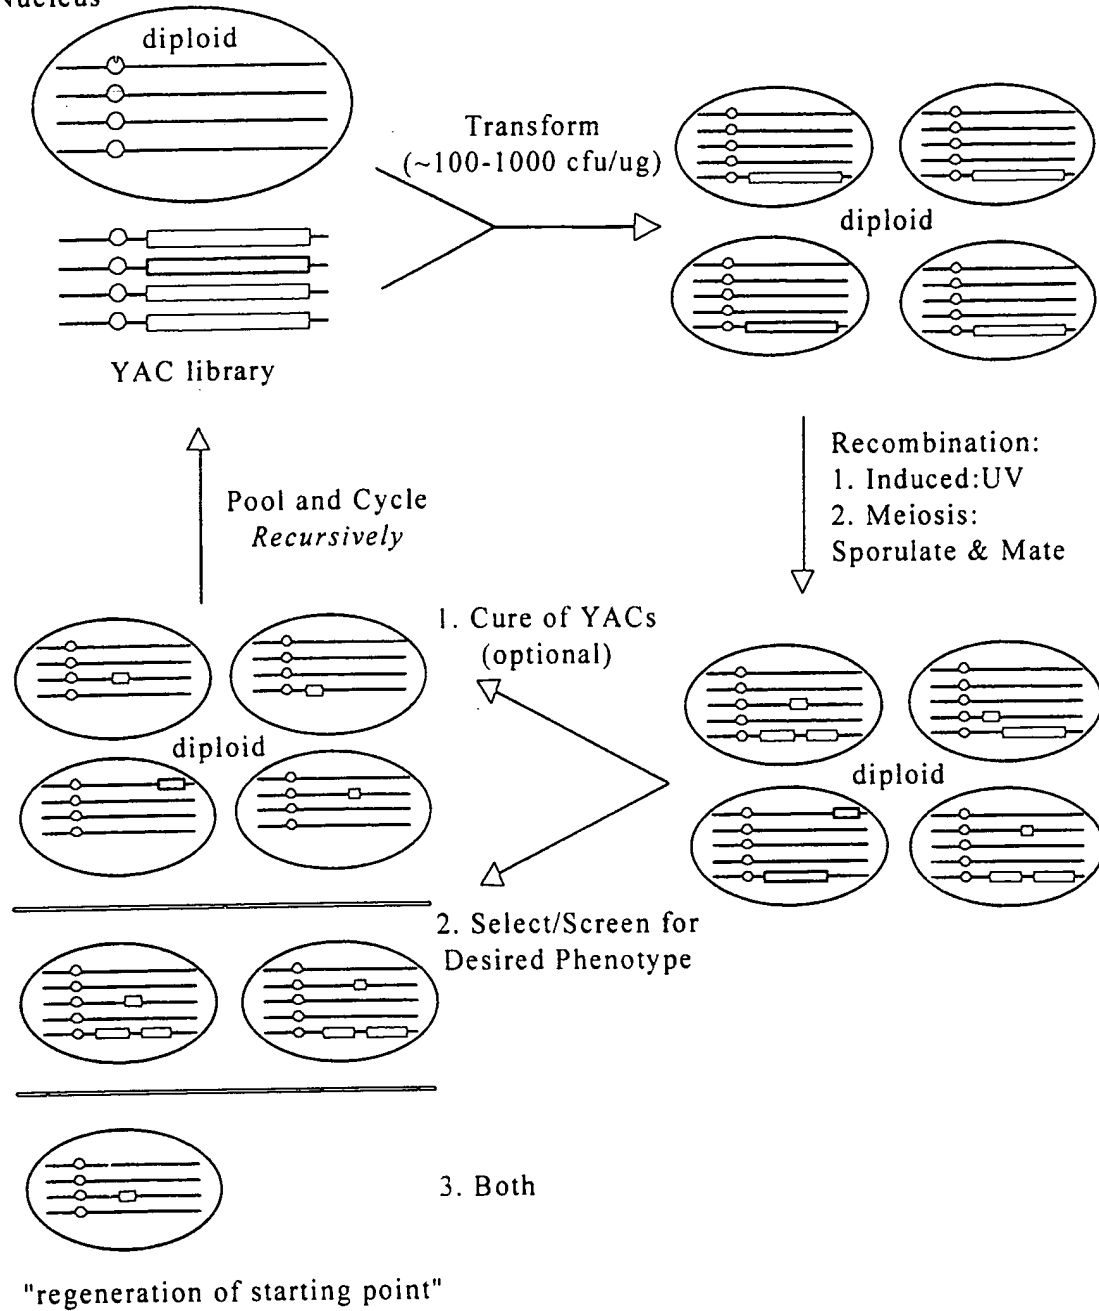 Nucleus
diploid
Transform
(~100-1000 cfu/ug)
diploid
YAC library
Recombination:
1. Induced:UV
2. Meiosis:
Sporulate & Mate
Pool and Cycle
Recursively
1. Cure of YACs
(optional)
diploid
diploid
2. Select/Screen for
Desired Phenotype
3. Both
"regeneration of starting point"